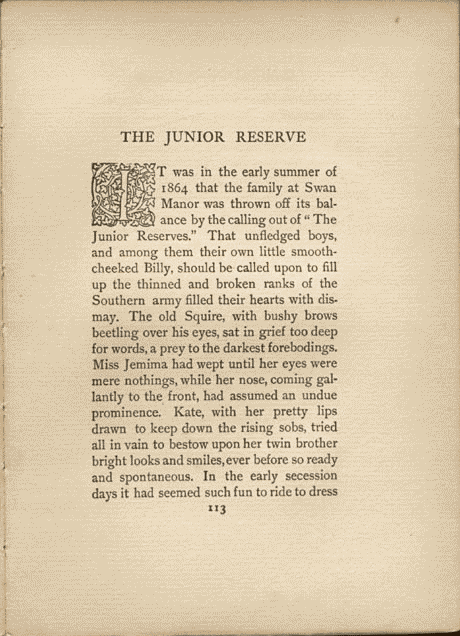 THE JUNIOR RESERVE
IT was in the early summer of
1864 that the family at Swan
Manor was thrown off its bal-
ance by the calling out of “ The
Junior Reserves.” That unfledged boys,
and among them their own little smooth-
cheeked Billy, should be called upon to fill
up the thinned and broken ranks of the
Southern army filled their hearts with dis-
may. The old Squire, with bushy brows
beetling over his eyes, sat in grief too deep
for words, a prey to the darkest forebodings.
Miss Jemima had wept until her eyes were
mere nothings, while her nose, coming gal-
lantly to the front, had assumed an undue
prominence. Kate, with her pretty lips
drawn to keep down the rising sobs, tried
all in vain to bestow upon her twin brother
bright looks and smiles, ever before so ready
and spontaneous. In the early secession
days it had seemed such fun to ride to dress
113